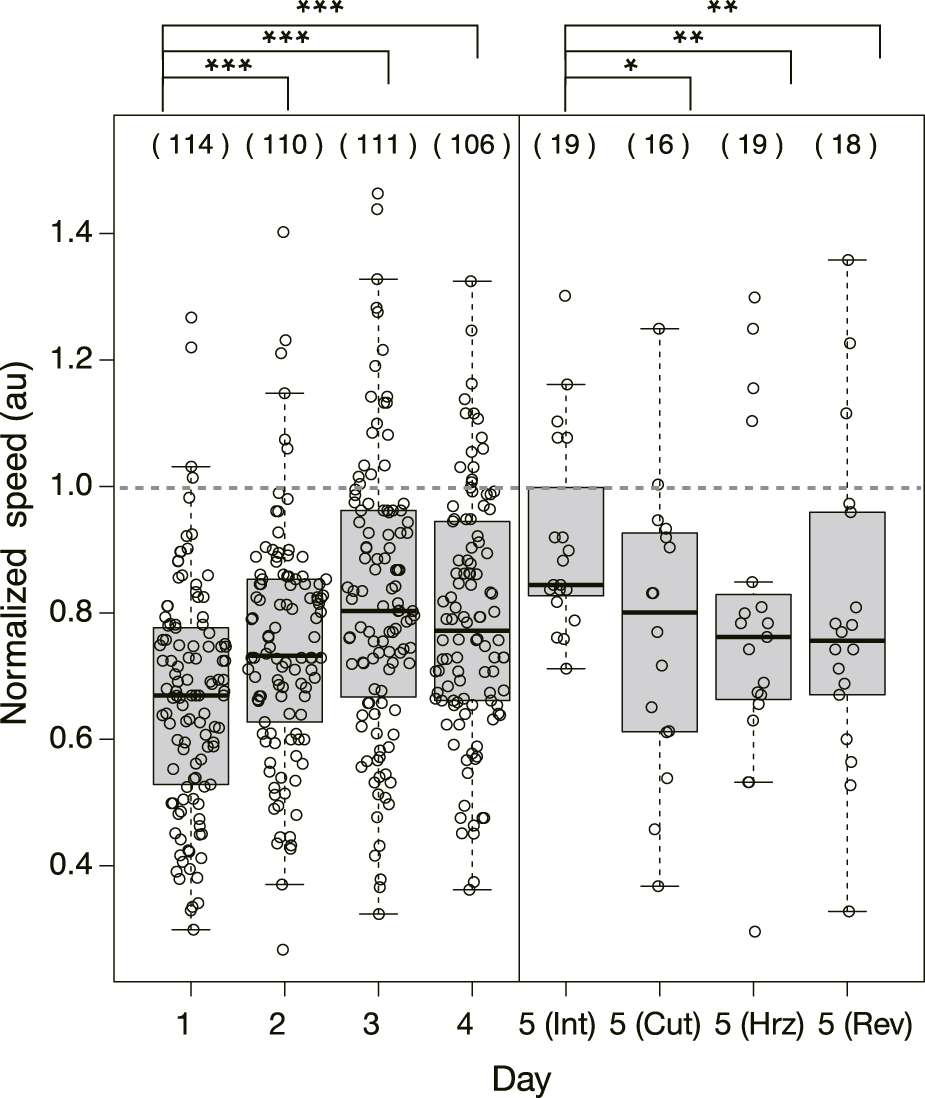 *** **
*** **
*** *
( 114 ) ( 110 ) ( 111 ) ( 106 ) ( 19 ) ( 16 ) ( 19 ) ( 18 )
1.4
1.2
1.0
0.8
0.6
0.4
Normalized speed (au)
1 2 3 4 5 (Int) 5 (Cut) 5 (Hrz) 5 (Rev)
Day